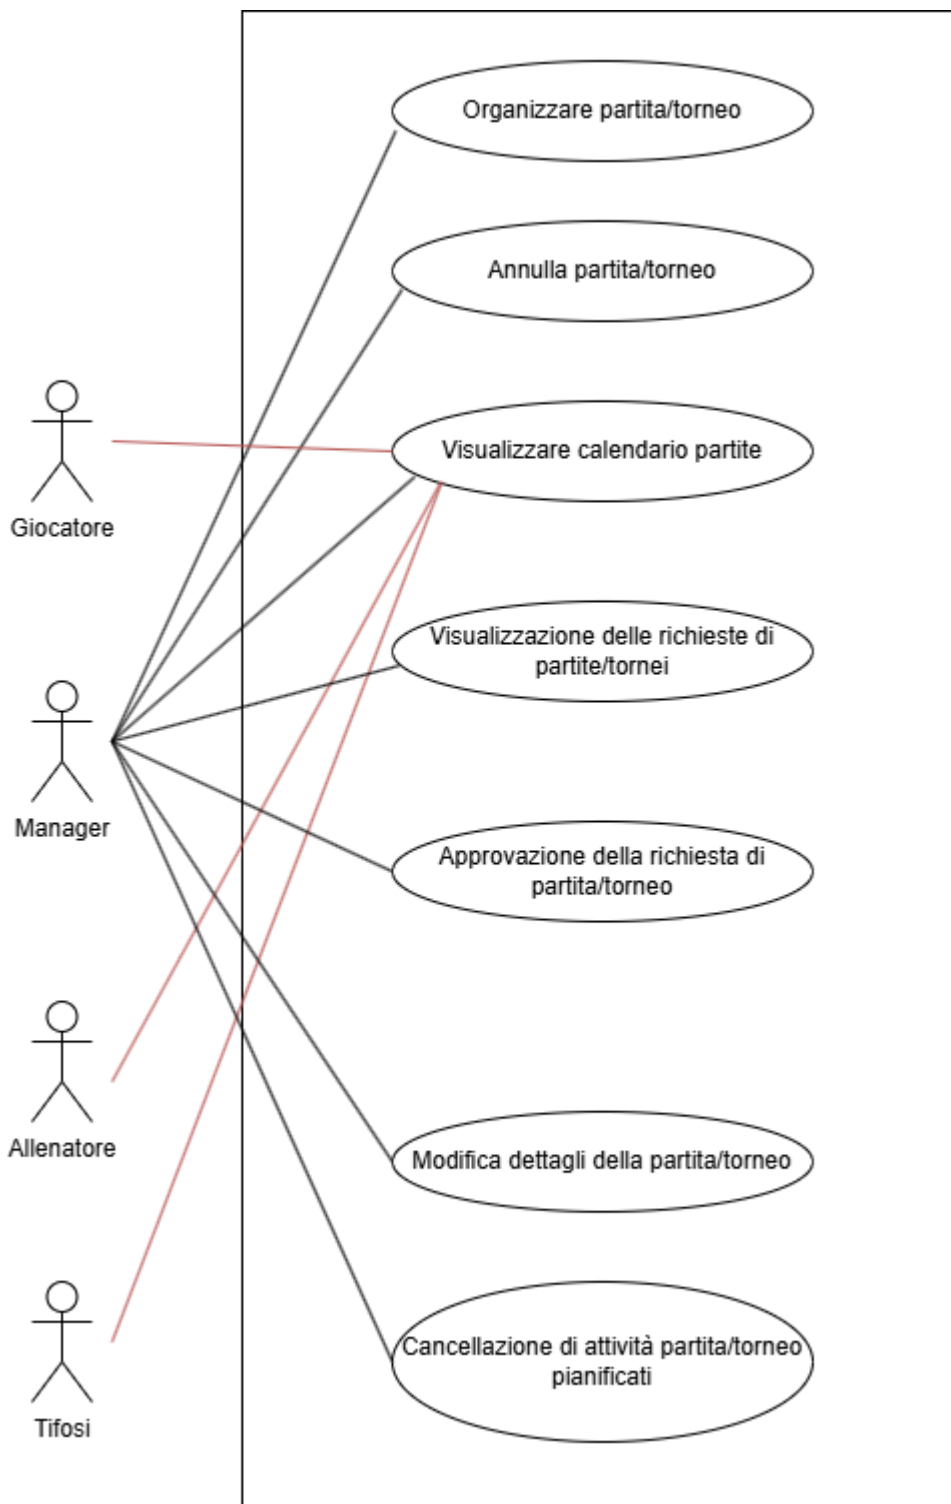 Organizzare partita/torneo
Annulla partita/torneo
Visualizzare calendario partite
Giocatore
Visualizzazione delle richieste di
partite/tornei
Manager
Approvazione della richiesta di
partita/torneo
Allenatore
Modifica dettagli della partita/torneo
Cancellazione di attività partita/torneo
pianificati
Tifosi